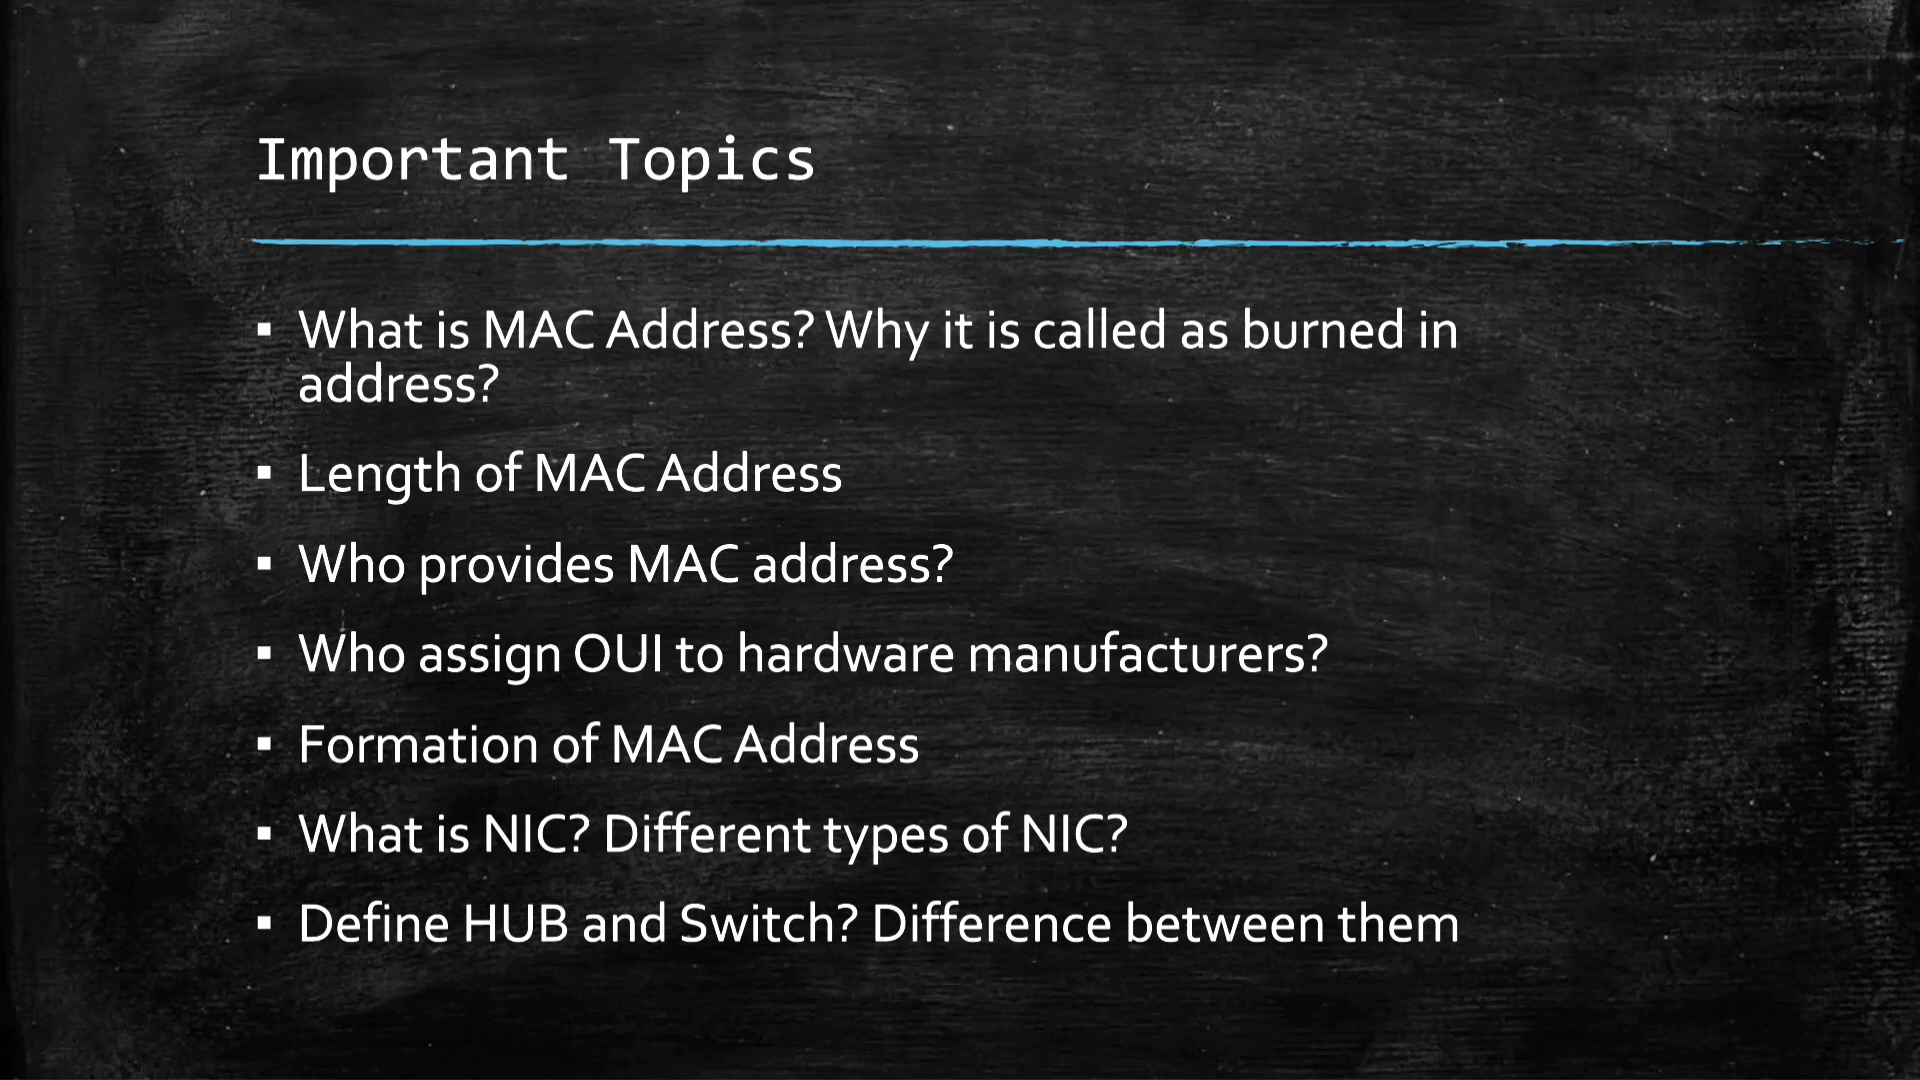 Important Topics
▪ What is MAC Address? Why it is called as burned in
address?
▪ Length of MAC Address
▪ Who provides MAC address?
▪ Who assign OUI to hardware manufacturers?
▪ Formation of MAC Address
▪ What is NIC? Different types of NIC?
▪ Define HUB and Switch? Difference between them